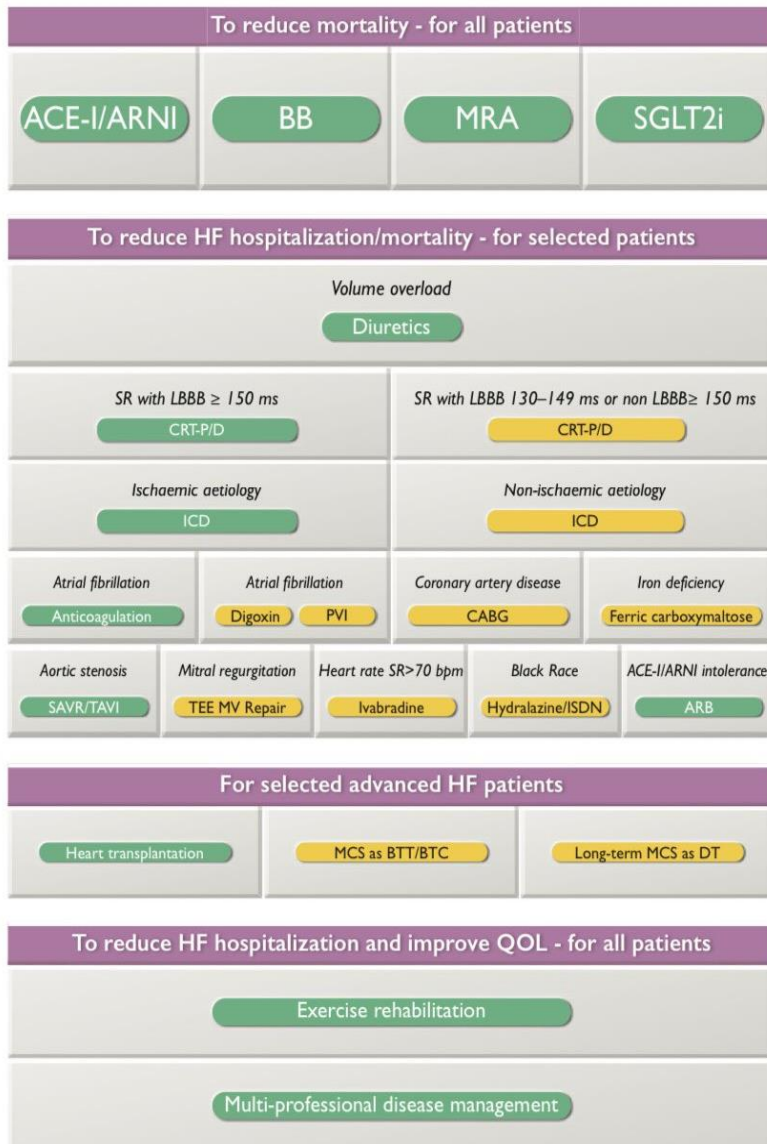 To reduce mortality - for all patients
ACE-I/ARNI BB MRA SGLT2i
To reduce HF hospitalization/mortality - for selected patients
Volume overload
Diuretics
SR with LBBB ≥ 150 ms SR with LBBB 130–149 ms or non LBBB≥ 150 ms
CRT-P/D CRT-P/D
Ischaemic aetiology Non-ischaemic aetiology
ICD ICD
Atrial fibrillation Atrial fibrillation Coronary artery disease Iron deficiency
Anticoagulation Digoxin PVI CABG Ferric carboxymaltose
Aortic stenosis Mitral regurgitation Heart rate SR>70 bpm Black Race ACE-I/ARNI intolerance
SAVR/TAVI TEE MV Repair Ivabradine Hydralazine/ISDN ARB
For selected advanced HF patients
Heart transplantation MCS as BTT/BTC Long-term MCS as DT
To reduce HF hospitalization and improve QOL - for all patients
Exercise rehabilitation
Multi-professional disease management